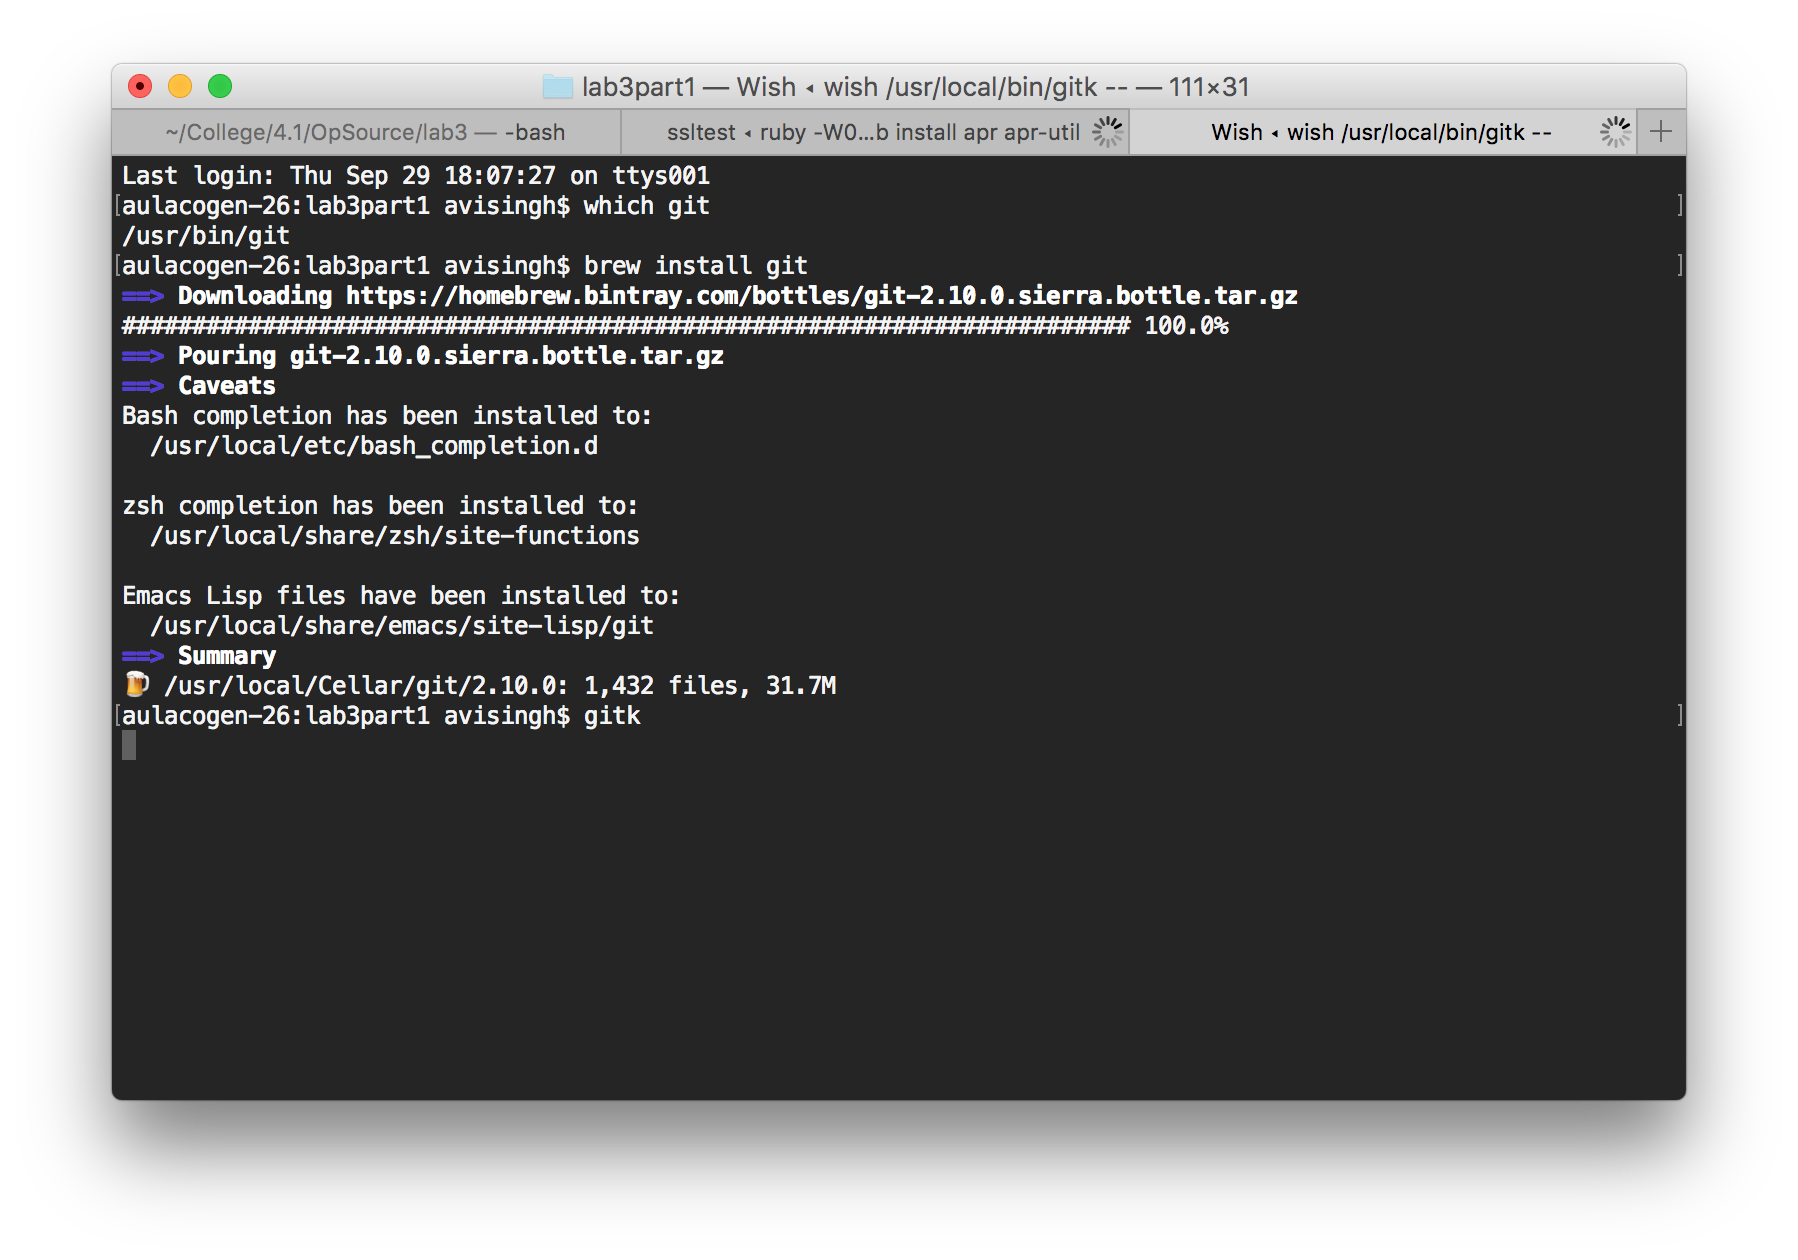 lab3part1 — Wish ◂ wish /usr/local/bin/gitk -- — 111×31
~/College/4.1/OpSource/lab3 — -bash
ssltest ◂ ruby -W0...b install apr apr-util
Wish ◂ wish /usr/local/bin/gitk --
Last login: Thu Sep 29 18:07:27 on ttys001
[aulacogen-26:lab3part1 avisingh$ which git ]
/usr/bin/git
[aulacogen-26:lab3part1 avisingh$ brew install git ]
==> Downloading https://homebrew.bintray.com/bottles/git-2.10.0.sierra.bottle.tar.gz
######################################################################## 100.0%
==> Pouring git-2.10.0.sierra.bottle.tar.gz
==> Caveats
Bash completion has been installed to:
/usr/local/etc/bash_completion.d
zsh completion has been installed to:
/usr/local/share/zsh/site-functions
Emacs Lisp files have been installed to:
/usr/local/share/emacs/site-lisp/git
==> Summary
🍺 /usr/local/Cellar/git/2.10.0: 1,432 files, 31.7M
[aulacogen-26:lab3part1 avisingh$ gitk ]